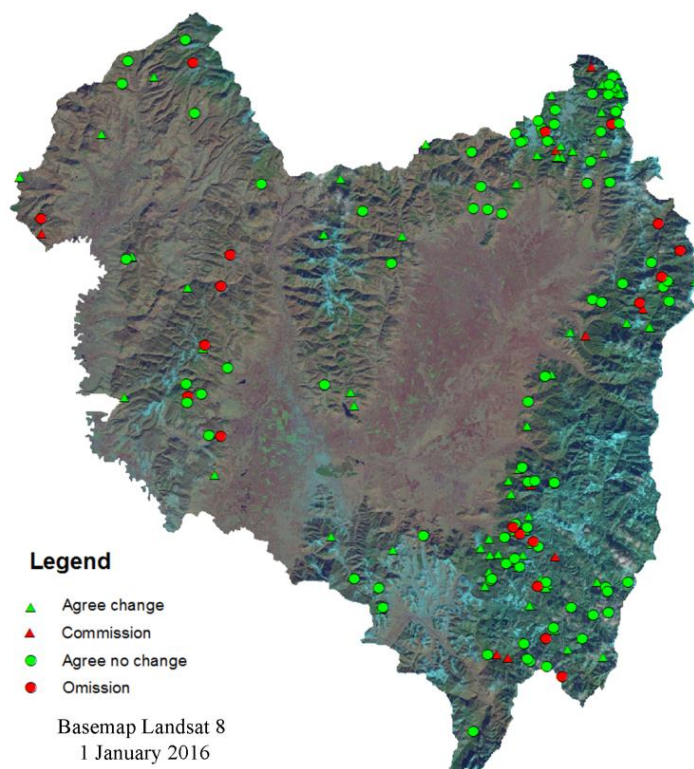 Legend
Agree change
Commission
Agree no change
Omission
Basemap Landsat 8
1 January 2016